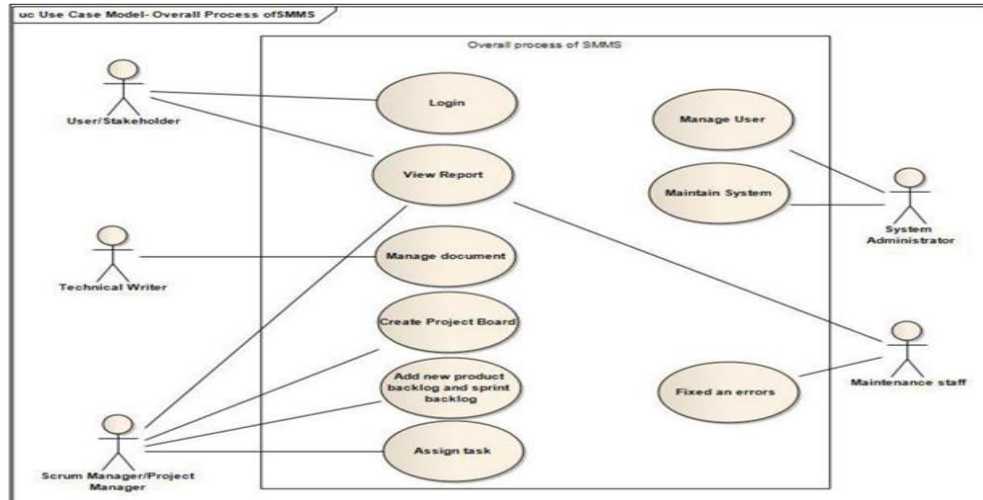 uc Use Case Model- Overall Process ofSMMS
Overall process of SMMS
User/Stakeholder
Login
Manage User
View Report
Maintain System
System
Administrator
Technical Writer
Manage document
Create Project Board
Maintenance staff
Add new product
backlog and sprint
backlog
Fixed an errors
Assign task
Scrum Manager/Project
Manager